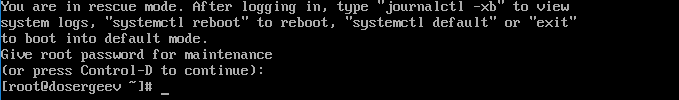 You are in rescue mode. After logging in, type "journalctl -xb" to view
system logs, "systemctl reboot" to reboot, "systemctl default" or "exit"
to boot into default mode.
Give root password for maintenance
(or press Control-D to continue):
[root@dosergeev ~]# _